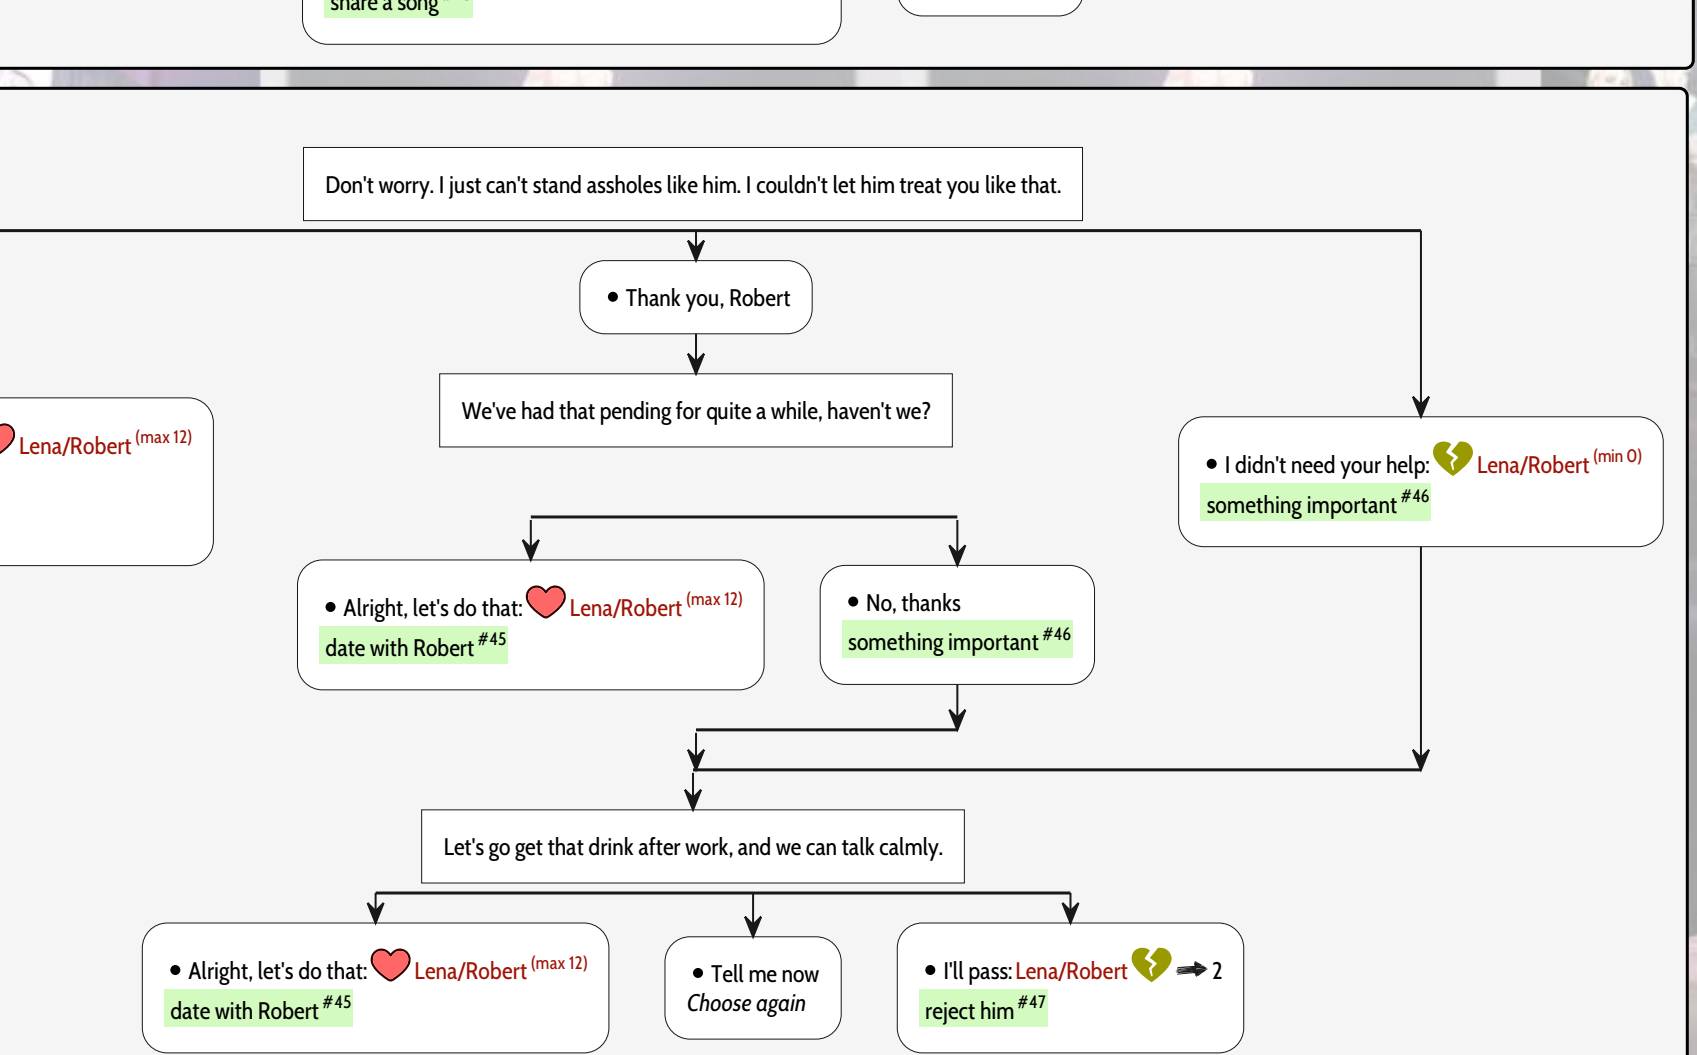 share a song
Don't worry. I just can't stand assholes like him. I couldn't let him treat you like that.
• Thank you, Robert
We've had that pending for quite a while, haven't we?
Lena/Robert (max 12)
• I didn't need your help: Lena/Robert (min 0)
something important #46
• Alright, let's do that: Lena/Robert (max 12)
date with Robert #45
• No, thanks
something important #46
Let's go get that drink after work, and we can talk calmly.
• Alright, let's do that: Lena/Robert (max 12)
date with Robert #45
• Tell me now
Choose again
• I'll pass: Lena/Robert ➡ 2
reject him #47